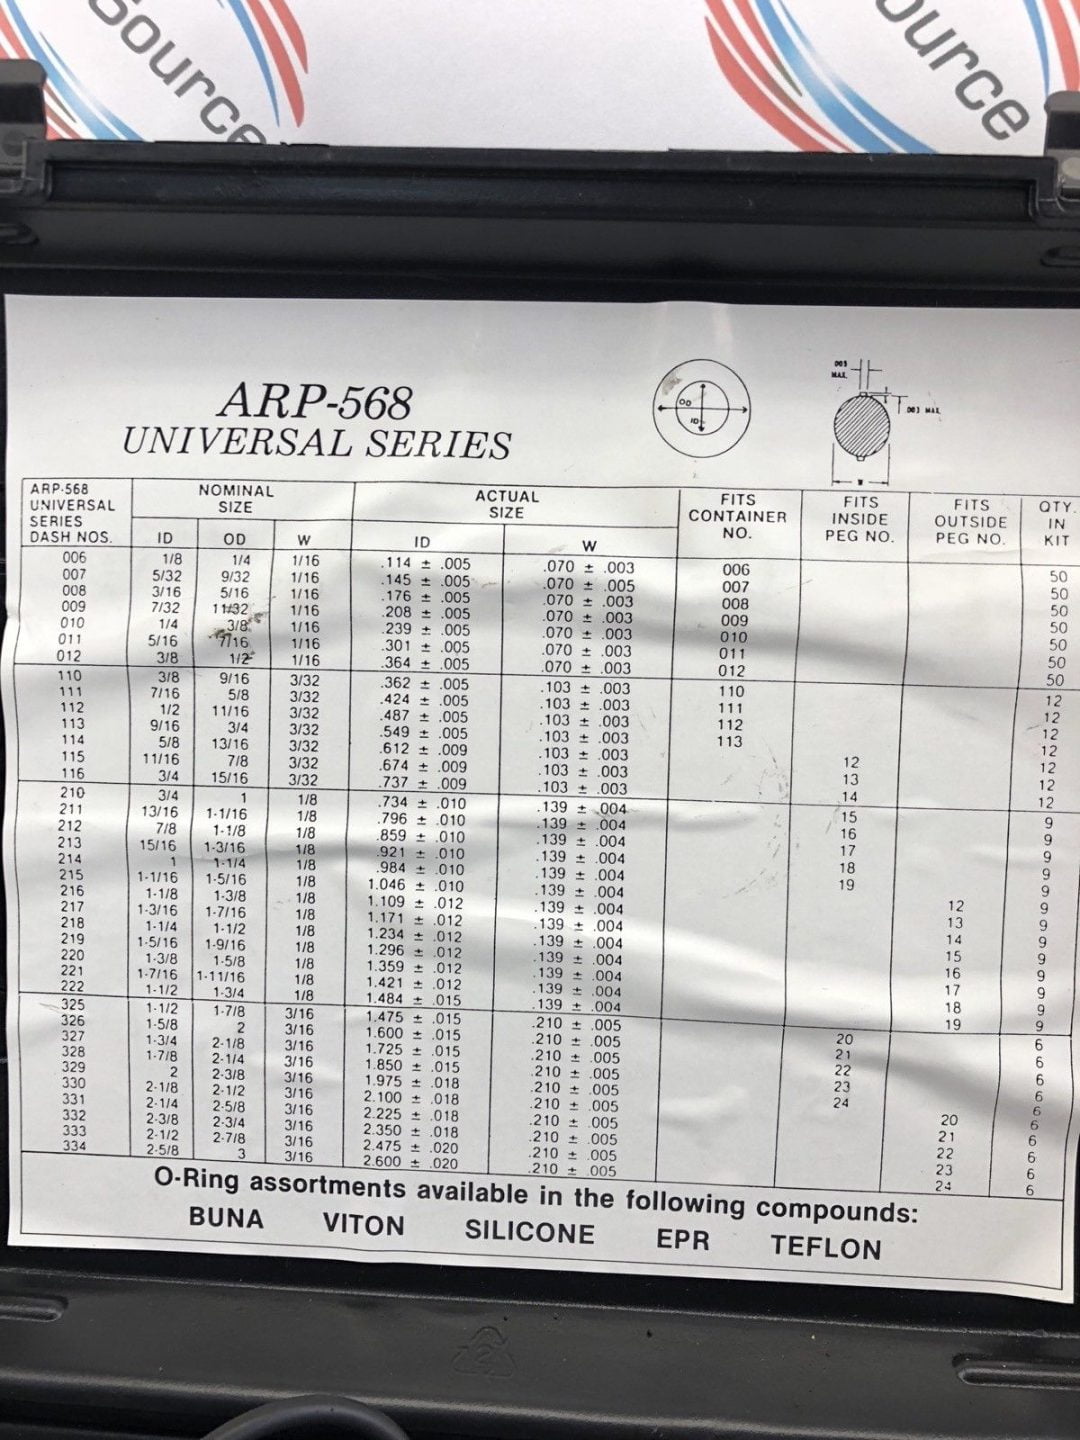 Source
ource
ARP-568
UNIVERSAL SERIES
.003 MAX.
.003 MAX.
OD
ID
W
ARP-568 UNIVERSAL SERIES DASH NOS. NOMINAL SIZE ACTUAL SIZE FITS CONTAINER NO. FITS INSIDE PEG NO. FITS OUTSIDE PEG NO. QTY. IN KIT
ID OD W ID W
006 1/8 1/4 1/16 .114 ± .005 .070 ± .003 006 50
007 5/32 9/32 1/16 .145 ± .005 .070 ± .005 007 50
008 3/16 5/16 1/16 .176 ± .005 .070 ± .003 008 50
009 7/32 11/32 1/16 .208 ± .005 .070 ± .003 009 50
010 1/4 3/8 1/16 .239 ± .005 .070 ± .003 010 50
011 5/16 7/16 1/16 .301 ± .005 .070 ± .003 011 50
012 3/8 1/2 1/16 .364 ± .005 .070 ± .003 012 50
110 3/8 9/16 3/32 .362 ± .005 .103 ± .003 110 12
111 7/16 5/8 3/32 .424 ± .005 .103 ± .003 111 12
112 1/2 11/16 3/32 .487 ± .005 .103 ± .003 112 12
113 9/16 3/4 3/32 .549 ± .005 .103 ± .003 113 12
114 5/8 13/16 3/32 .612 ± .009 .103 ± .003 12 12
115 11/16 7/8 3/32 .674 ± .009 .103 ± .003 13 12
116 3/4 15/16 3/32 .737 ± .009 .103 ± .003 14 12
210 3/4 1 1/8 .734 ± .010 .139 ± .004 15 9
211 13/16 1-1/16 1/8 .796 ± .010 .139 ± .004 16 9
212 7/8 1-1/8 1/8 .859 ± .010 .139 ± .004 17 9
213 15/16 1-3/16 1/8 .921 ± .010 .139 ± .004 18 9
214 1 1-1/4 1/8 .984 ± .010 .139 ± .004 19 9
215 1-1/16 1-5/16 1/8 1.046 ± .010 .139 ± .004 12 9
216 1-1/8 1-3/8 1/8 1.109 ± .012 .139 ± .004 13 9
217 1-3/16 1-7/16 1/8 1.171 ± .012 .139 ± .004 14 9
218 1-1/4 1-1/2 1/8 1.234 ± .012 .139 ± .004 15 9
219 1-5/16 1-9/16 1/8 1.296 ± .012 .139 ± .004 16 9
220 1-3/8 1-5/8 1/8 1.359 ± .012 .139 ± .004 17 9
221 1-7/16 1-11/16 1/8 1.421 ± .012 .139 ± .004 18 9
222 1-1/2 1-3/4 1/8 1.484 ± .015 .139 ± .004 19 9
325 1-1/2 1-7/8 3/16 1.475 ± .015 .210 ± .005 20 6
326 1-5/8 2 3/16 1.600 ± .015 .210 ± .005 21 6
327 1-3/4 2-1/8 3/16 1.725 ± .015 .210 ± .005 22 6
328 1-7/8 2-1/4 3/16 1.850 ± .015 .210 ± .005 23 6
329 2 2-3/8 3/16 1.975 ± .018 .210 ± .005 24 6
330 2-1/8 2-1/2 3/16 2.100 ± .018 .210 ± .005 20 6
331 2-1/4 2-5/8 3/16 2.225 ± .018 .210 ± .005 21 6
332 2-3/8 2-3/4 3/16 2.350 ± .018 .210 ± .005 22 6
333 2-1/2 2-7/8 3/16 2.475 ± .020 .210 ± .005 23 6
334 2-5/8 3 3/16 2.600 ± .020 .210 ± .005 24 6
O-Ring assortments available in the following compounds:
BUNA VITON SILICONE EPR TEFLON